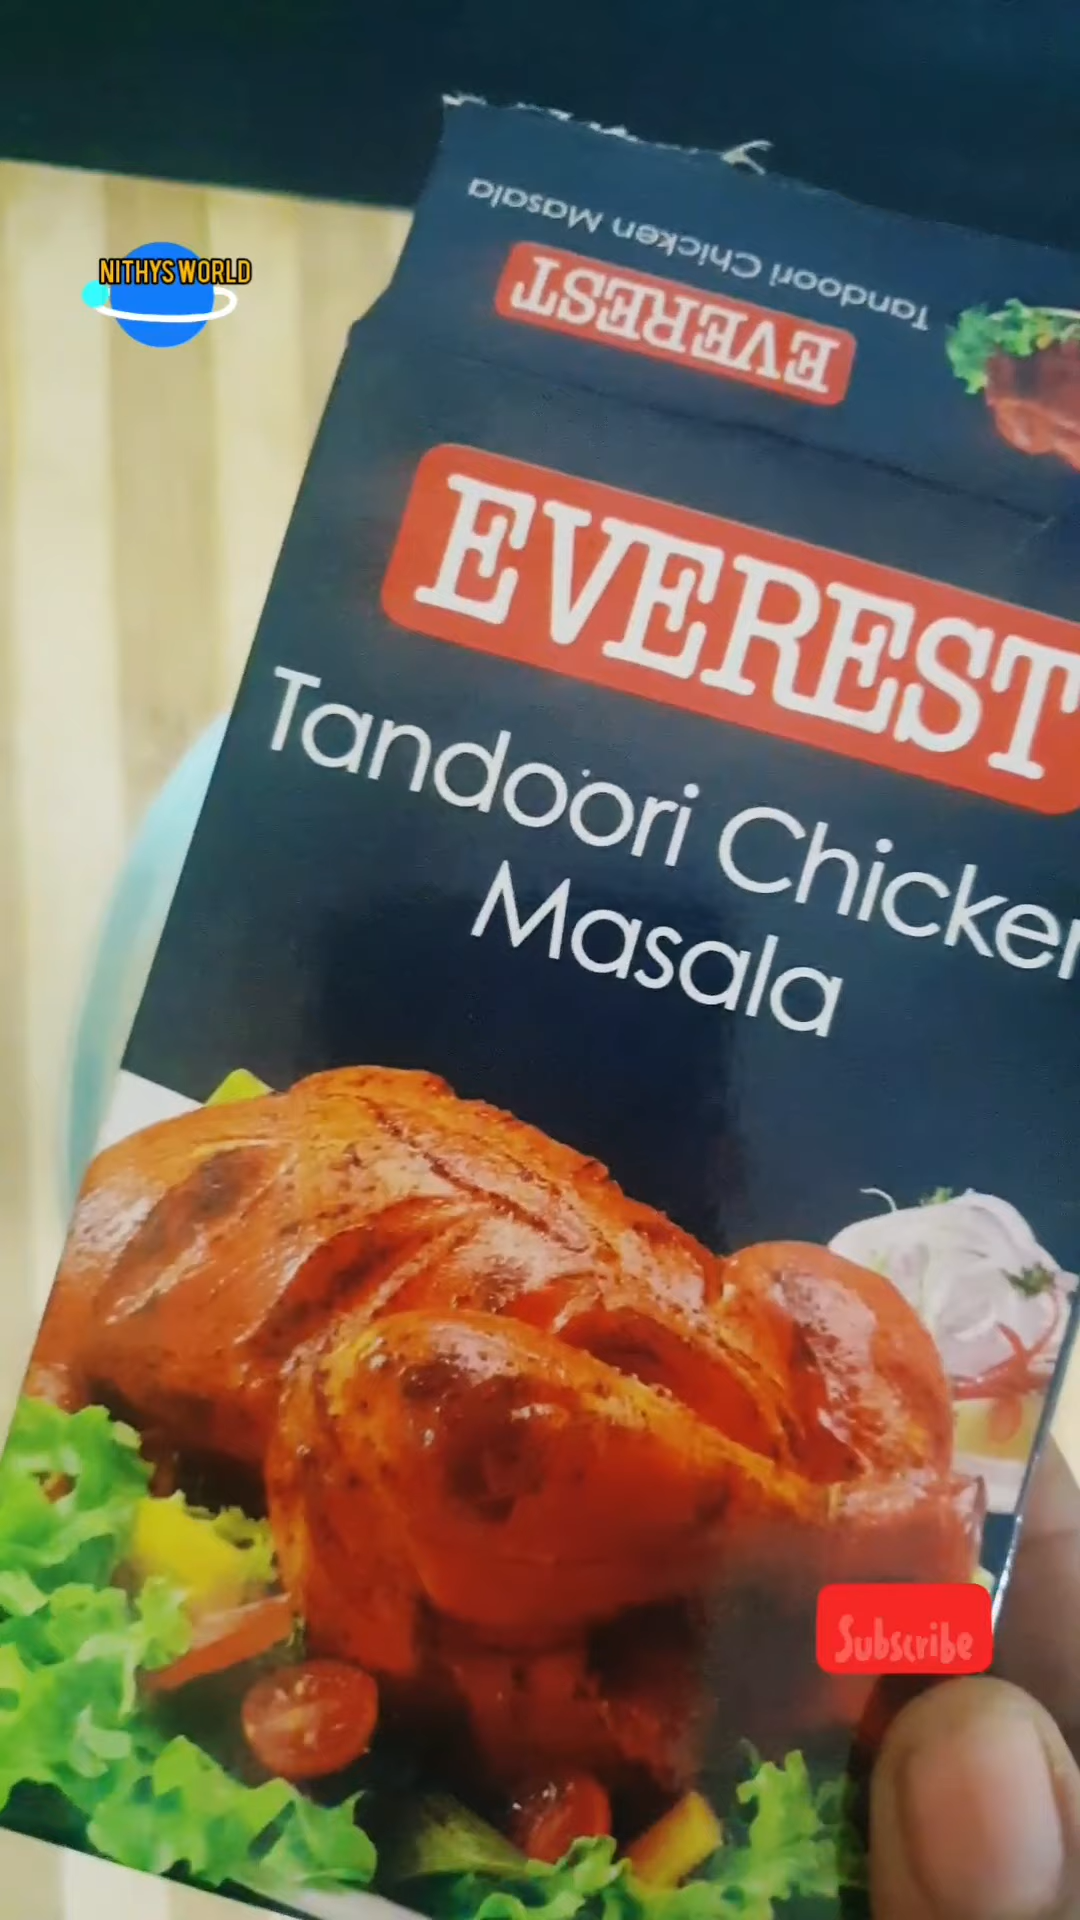 Tandoori Chicken Masala
EVEREST
NITHYS WORLD
EVEREST
Tandoori Chicken
Masala
Subscribe